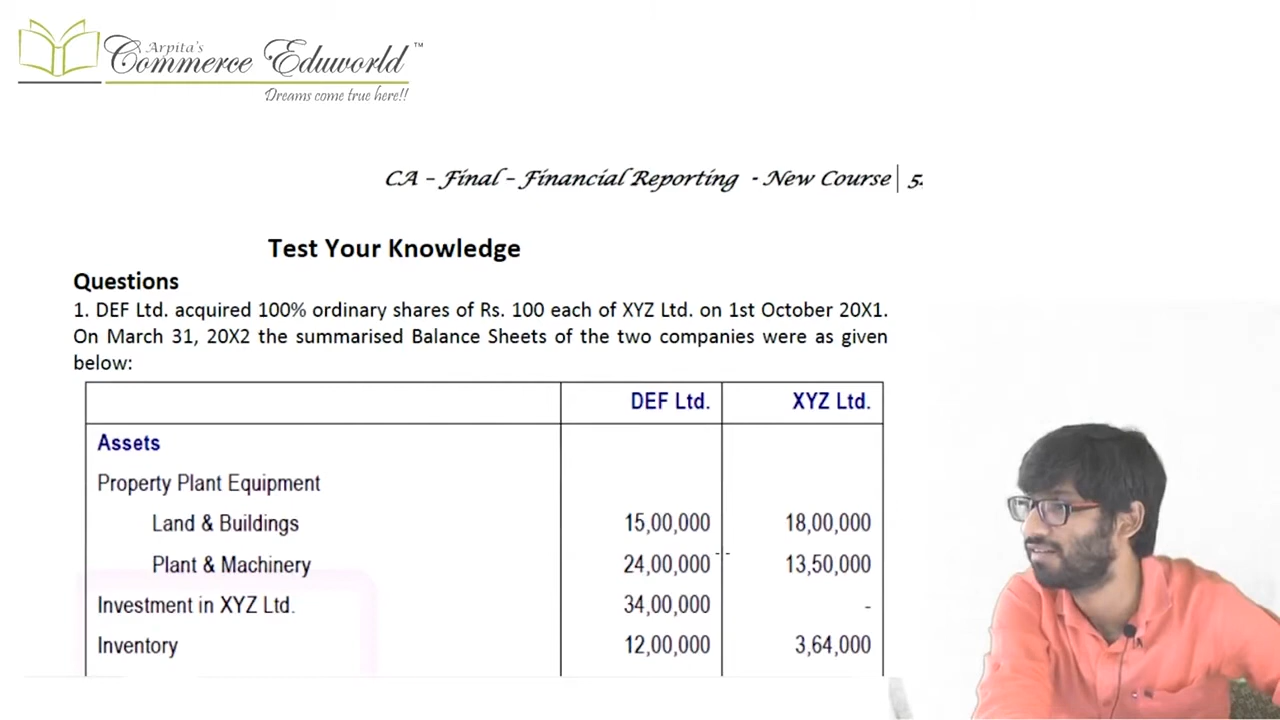 Arpita's
Commerce Eduworld™
Dreams come true here!!
CA – Final – Financial Reporting - New Course| 5.
Test Your Knowledge
Questions
1. DEF Ltd. acquired 100% ordinary shares of Rs. 100 each of XYZ Ltd. on 1st October 20X1.
On March 31, 20X2 the summarised Balance Sheets of the two companies were as given
below:
DEF Ltd. XYZ Ltd.
Assets
Property Plant Equipment
Land & Buildings 15,00,000 18,00,000
Plant & Machinery 24,00,000 13,50,000
Investment in XYZ Ltd. 34,00,000 -
Inventory 12,00,000 3,64,000